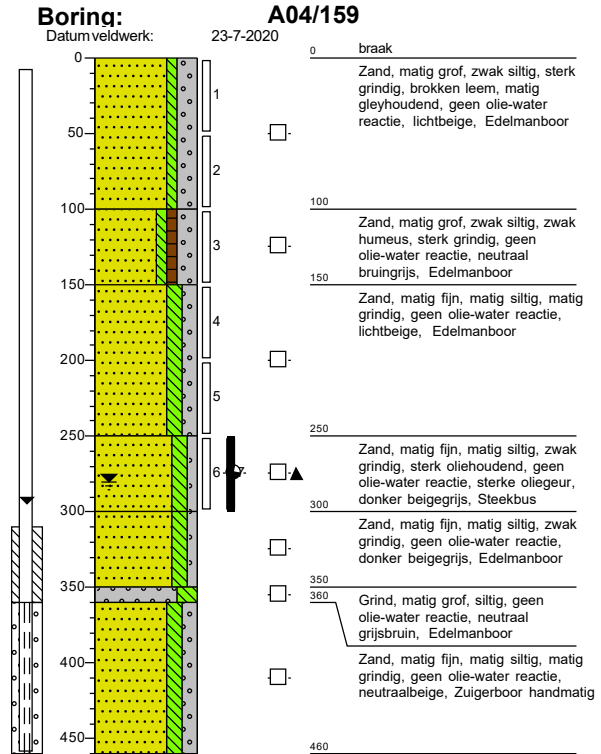 Boring: A04/159
Datum veldwerk: 23-7-2020
0
50
100
150
200
250
300
350
400
450
1
2
3
4
5
6
7
0 braak
Zand, matig grof, zwak siltig, sterk
grindig, brokken leem, matig
gleyhoudend, geen olie-water
reactie, lichtbeige, Edelmanboor
100
Zand, matig grof, zwak siltig, zwak
humeus, sterk grindig, geen
olie-water reactie, neutraal
bruingrijs, Edelmanboor
150
Zand, matig fijn, matig siltig, matig
grindig, geen olie-water reactie,
lichtbeige, Edelmanboor
250
Zand, matig fijn, matig siltig, zwak
grindig, sterk oliehoudend, geen
olie-water reactie, sterke oliegeur,
donker beigegrijs, Steekbus
300
Zand, matig fijn, matig siltig, zwak
grindig, geen olie-water reactie,
donker beigegrijs, Edelmanboor
350
360
Grind, matig grof, siltig, geen
olie-water reactie, neutraal
grijsbruin, Edelmanboor
Zand, matig fijn, matig siltig, matig
grindig, geen olie-water reactie,
neutraalbeige, Zuigerboor handmatig
460